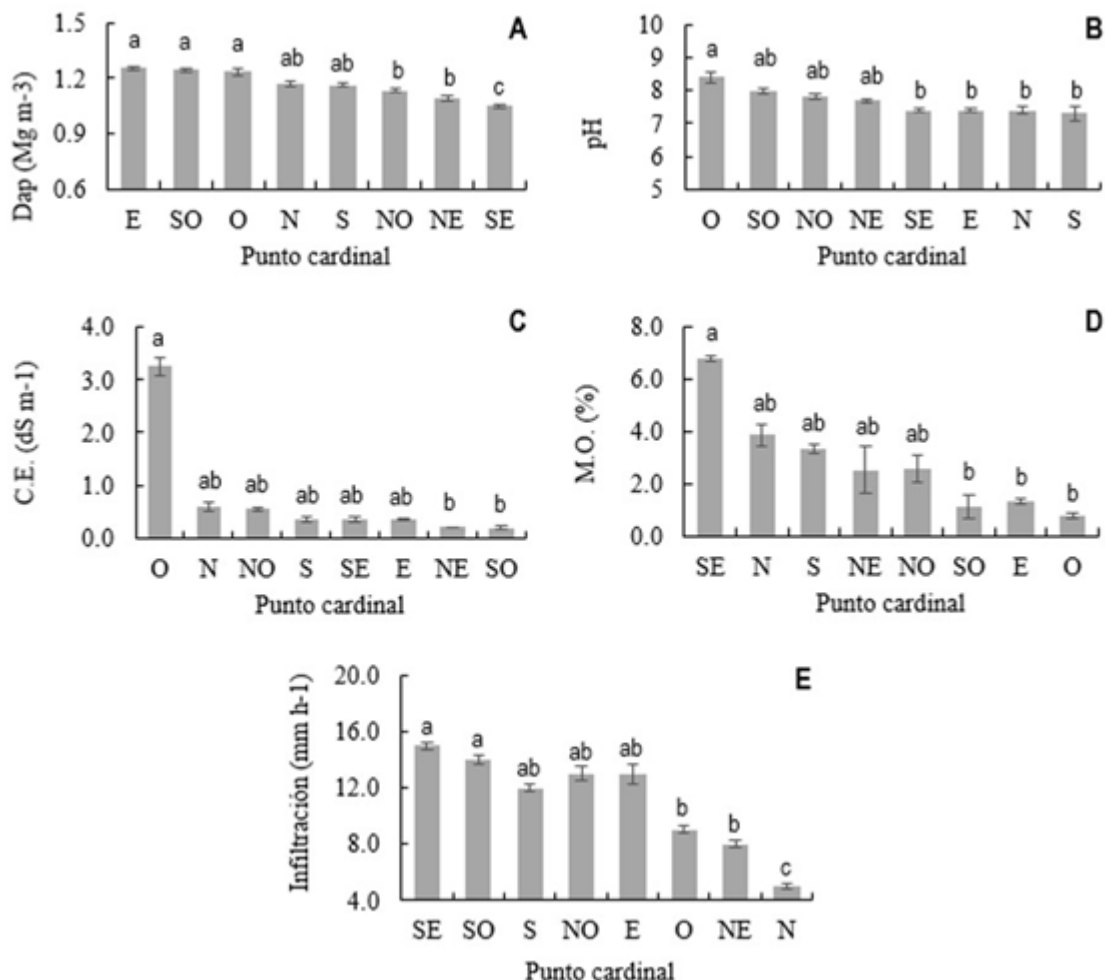 A
Dap (Mg m-3)
1.5
1.2
0.9
0.6
a a a ab ab b b c
E SO O N S NO NE SE
Punto cardinal
B
pH
10
9
8
7
6
5
a ab ab ab b b b b
O SO NO NE SE E N S
Punto cardinal
C
C.E. (dS m-1)
4.0
3.0
2.0
1.0
0.0
a ab ab ab ab ab b b
O N NO S SE E NE SO
Punto cardinal
D
M.O. (%)
8.0
6.0
4.0
2.0
0.0
a ab ab ab ab b b b
SE N S NE NO SO E O
Punto cardinal
E
Infiltración (mm h-1)
20.0
16.0
12.0
8.0
4.0
a a ab ab ab b b c
SE SO S NO E O NE N
Punto cardinal